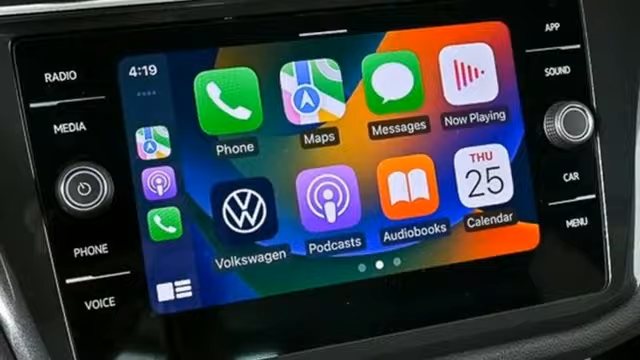 RADIO
MEDIA
PHONE
VOICE
4:19
Phone
Maps
Messages
Now Playing
Volkswagen
Podcasts
Audiobooks
THU
25
Calendar
APP
SOUND
CAR
MENU